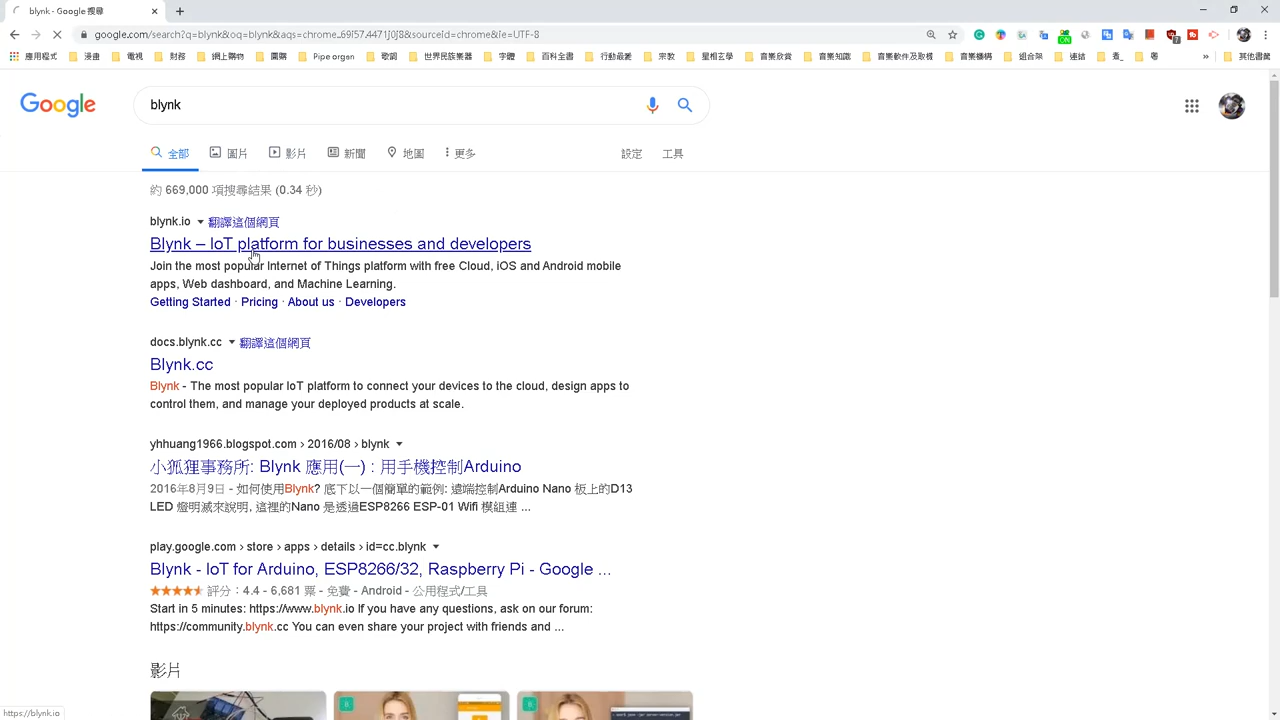 blynk - Google 搜尋
google.com/search?q=blynk&oq=blynk&aqs=chrome..69i57.4471j0j8&sourceid=chrome&ie=UTF-8
應用程式 漫畫 電視 財務 網上購物 團購 Pipe organ 歌詞 世界民族樂器 字體 百科全書 行動最愛 宗教 星相玄學 音樂欣賞 音樂知識 音樂軟件及取樣 音樂機構 組合架 連結 煮_ 粵 » 其他書籤
Google
blynk
全部 圖片 影片 新聞 地圖 更多 設定 工具
約 669,000 項搜尋結果 (0.34 秒)
blynk.io 翻譯這個網頁
Blynk – IoT platform for businesses and developers
Join the most popular Internet of Things platform with free Cloud, iOS and Android mobile
apps, Web dashboard, and Machine Learning.
Getting Started · Pricing · About us · Developers
docs.blynk.cc 翻譯這個網頁
Blynk.cc
Blynk - The most popular IoT platform to connect your devices to the cloud, design apps to
control them, and manage your deployed products at scale.
yhhuang1966.blogspot.com › 2016/08 › blynk
小狐狸事務所: Blynk 應用(一) : 用手機控制Arduino
2016年8月9日 - 如何使用Blynk? 底下以一個簡單的範例: 遠端控制Arduino Nano 板上的D13
LED 燈明滅來說明, 這裡的Nano 是透過ESP8266 ESP-01 Wifi 模組連 ...
play.google.com › store › apps › details › id=cc.blynk
Blynk - IoT for Arduino, ESP8266/32, Raspberry Pi - Google ...
評分：4.4 - 6,681 票 - 免費 - Android - 公用程式/工具
Start in 5 minutes: https://www.blynk.io If you have any questions, ask on our forum:
https://community.blynk.cc You can even share your project with friends and ...
影片
https://blynk.io